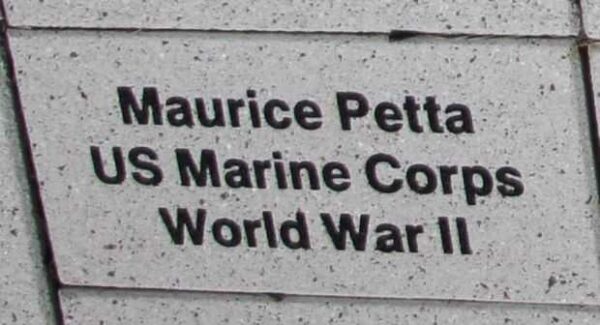 Maurice Petta
US Marine Corps
World War II